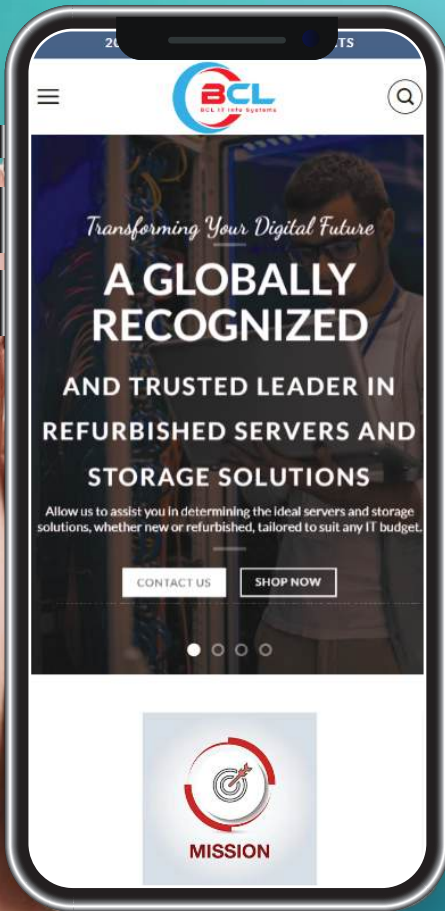 BCL
BCL IT Info Systems
Transforming Your Digital Future
A GLOBALLY
RECOGNIZED
AND TRUSTED LEADER IN
REFURBISHED SERVERS AND
STORAGE SOLUTIONS
Allow us to assist you in determining the ideal servers and storage
solutions, whether new or refurbished, tailored to suit any IT budget.
CONTACT US SHOP NOW
MISSION